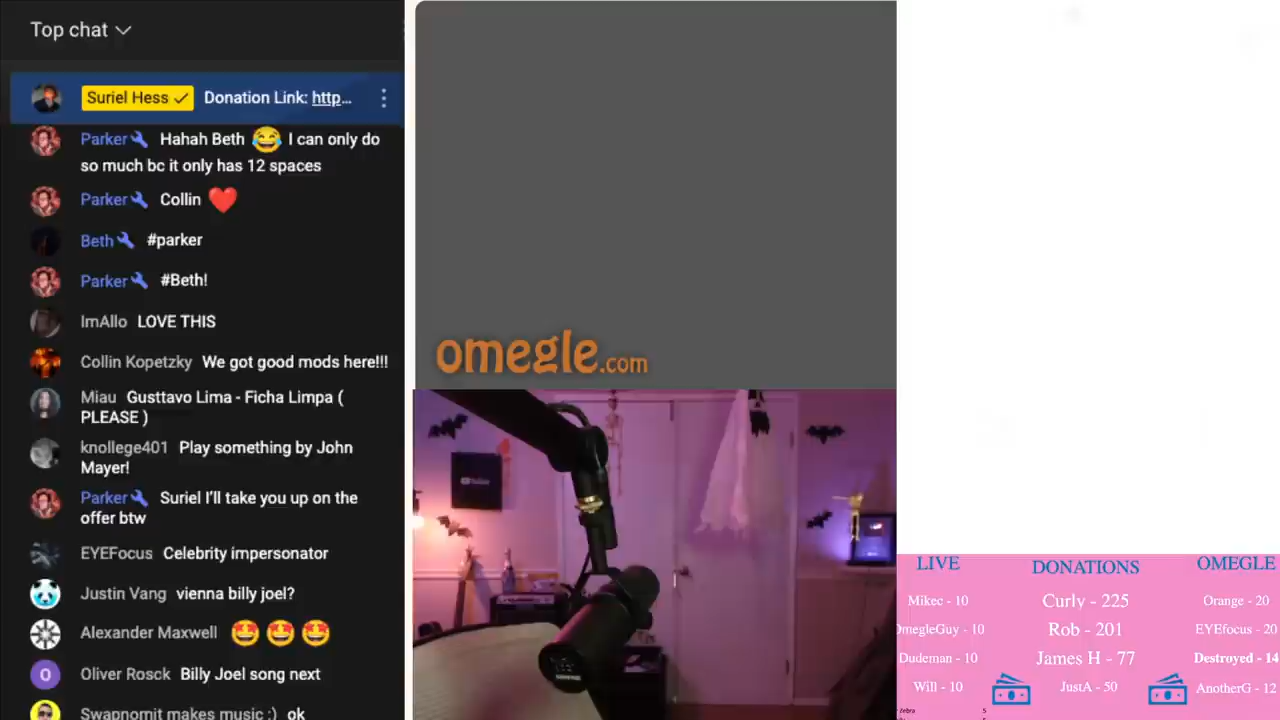 Top chat
Suriel Hess Donation Link: http...
Parker Hahah Beth 😂 I can only do
so much bc it only has 12 spaces
Parker Collin ❤️
Beth #parker
Parker #Beth!
ImAllo LOVE THIS
Collin Kopetzky We got good mods here!!!
Miau Gusttavo Lima - Ficha Limpa (
PLEASE )
knollege401 Play something by John
Mayer!
Parker Suriel I'll take you up on the
offer btw
EYEFocus Celebrity impersonator
Justin Vang vienna billy joel?
Alexander Maxwell 🤩 🤩 🤩
O Oliver Rosck Billy Joel song next
Swapnomit makes music :) ok
omegle.com
YouTube
LIVE
Mikec - 10
OmegleGuy - 10
Dudeman - 10
Will - 10
DONATIONS
Curly - 225
Rob - 201
James H - 77
JustA - 50
OMEGLE
Orange - 20
EYEfocus - 20
Destroyed - 14
AnotherG - 12